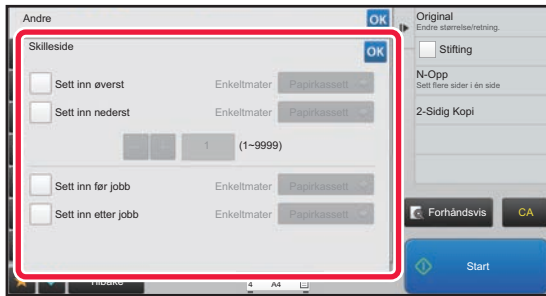 Andre
OK
Skilleside
OK
Sett inn øverst
Enkeltmater
Papirkassett
Sett inn nederst
Enkeltmater
Papirkassett
1
(1~9999)
Sett inn før jobb
Enkeltmater
Papirkassett
Sett inn etter jobb
Enkeltmater
Papirkassett
Tilbake
4 A4
Original
Endre størrelse/retning.
Stifting
N-Opp
Sett flere sider i én side
2-Sidig Kopi
Forhåndsvis
CA
Start